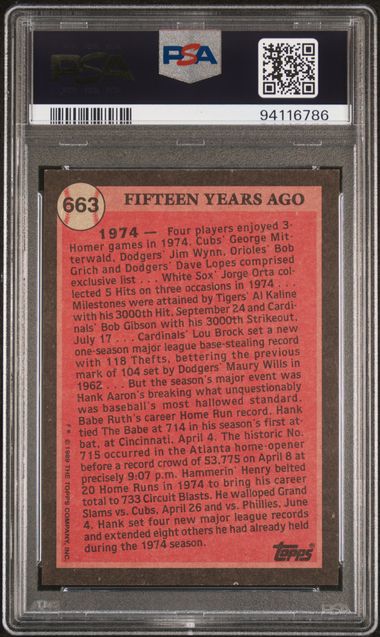 PSA
PSA
94116786
663
FIFTEEN YEARS AGO
1974 — Four players enjoyed 3-
Homer games in 1974. Cubs' George Mit-
terwald, Dodgers' Jim Wynn, Orioles' Bob
Grich and Dodgers' Dave Lopes comprised
exclusive list . . . White Sox' Jorge Orta col-
lected 5 Hits on three occasions in 1974 . . .
Milestones were attained by Tigers' Al Kaline
with his 3000th Hit, September 24 and Cardi-
nals' Bob Gibson with his 3000th Strikeout,
July 17 . . . Cardinals' Lou Brock set a new
one-season major league base-stealing record
with 118 Thefts, bettering the previous
mark of 104 set by Dodgers' Maury Wills in
1962 . . . But the season's major event was
Hank Aaron's breaking what unquestionably
was baseball's most hallowed standard.
Babe Ruth's career Home Run record. Hank
tied The Babe at 714 in his season's first at-
bat, at Cincinnati, April 4. The historic No.
715 occurred in the Atlanta home-opener
before a record crowd of 53,775 on April 8 at
precisely 9:07 p.m. Hammerin' Henry belted
20 Home Runs in 1974 to bring his career
total to 733 Circuit Blasts. He walloped Grand
Slams vs. Cubs, April 26 and vs. Phillies, June
4. Hank set four new major league records
and extended eight others he had already held
during the 1974 season.
© 1989 THE TOPPS COMPANY, INC.
topps